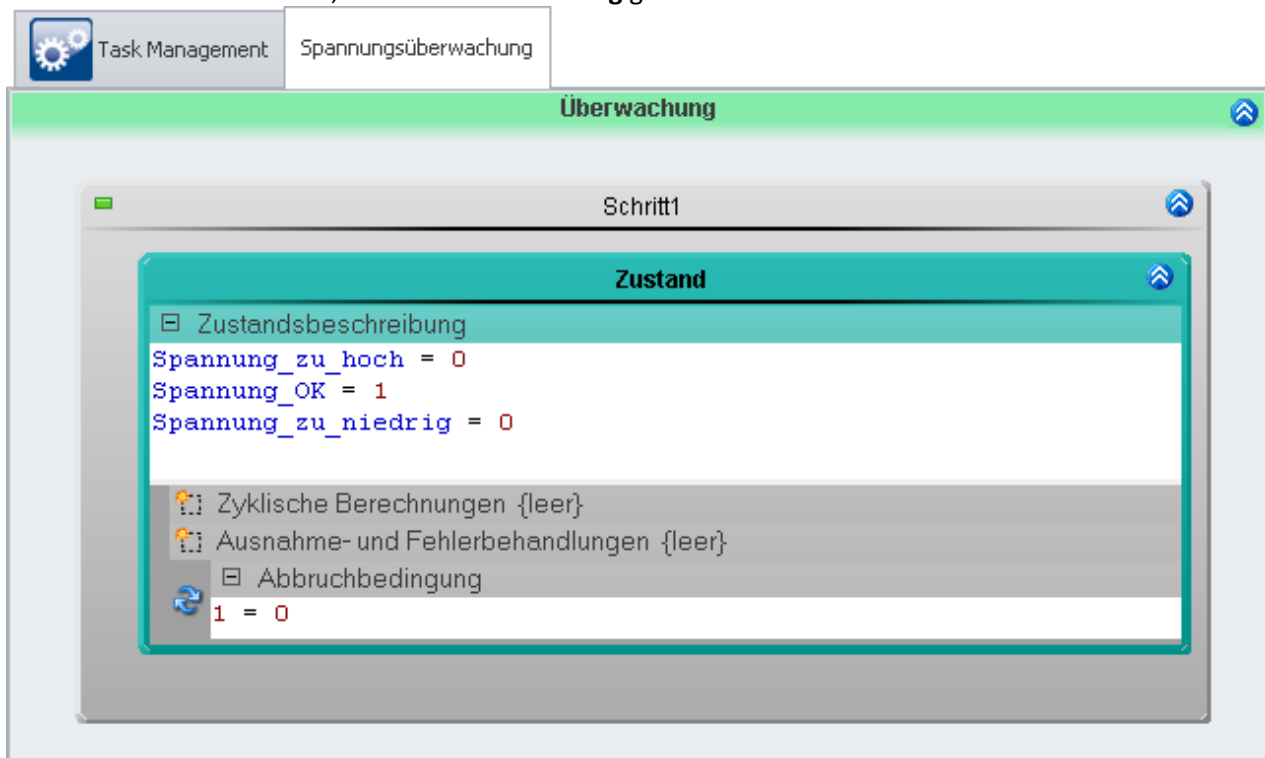 Task Management
Spannungsüberwachung
Überwachung
Schritt1
Zustand
Zustandsbeschreibung
Spannung_zu_hoch = 0
Spannung_OK = 1
Spannung_zu_niedrig = 0
Zyklische Berechnungen {leer}
Ausnahme- und Fehlerbehandlungen {leer}
Abbruchbedingung
1 = 0